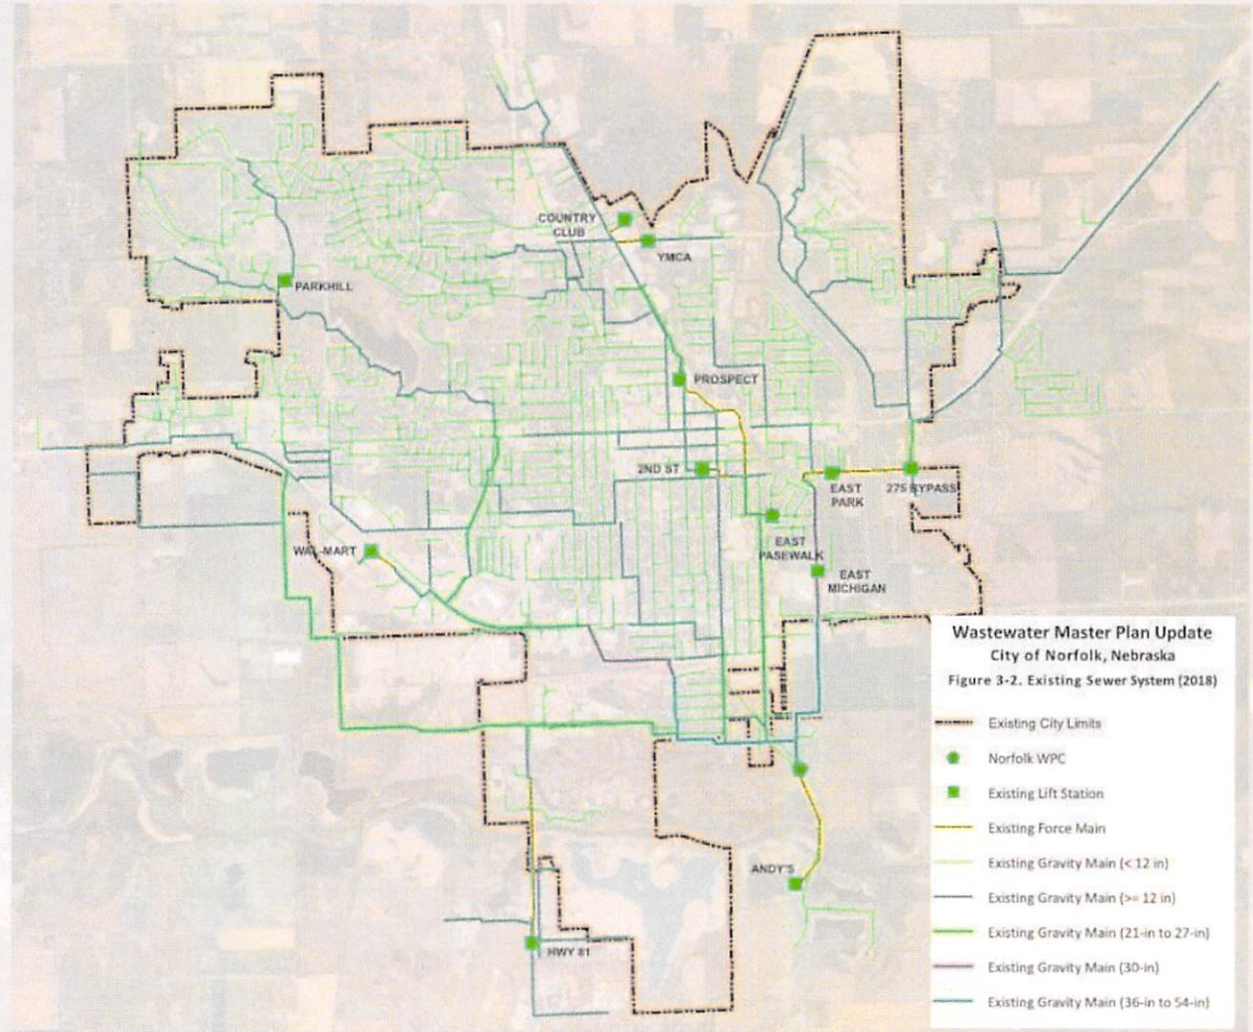 COUNTRY
CLUB
YMCA
PARKHILL
PROSPECT
2ND ST
EAST
PARK
275 BYPASS
WAL-MART
EAST
PASEWALK
EAST
MICHIGAN
ANDY'S
HWY 81
Wastewater Master Plan Update
City of Norfolk, Nebraska
Figure 3-2. Existing Sewer System (2018)
Existing City Limits
Norfolk WPC
Existing Lift Station
Existing Force Main
Existing Gravity Main (< 12 in)
Existing Gravity Main (>= 12 in)
Existing Gravity Main (21-in to 27-in)
Existing Gravity Main (30-in)
Existing Gravity Main (36-in to 54-in)